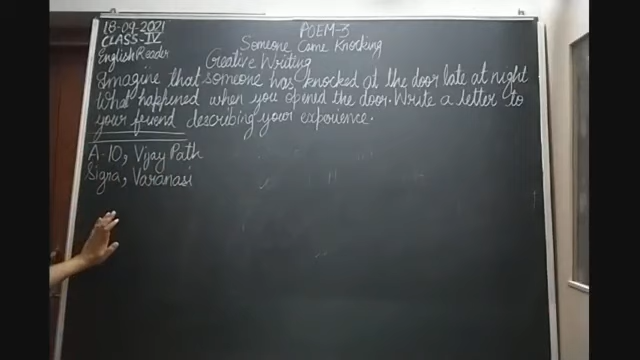 18-09-2021
POEM-3
CLASS-IV
Someone Came Knocking
English Reader
Creative Writing
Imagine that someone has knocked at the door late at night
What happened when you opened the door. Write a letter to
your friend describing your experience.
A-10, Vijay Path
Sigra, Varanasi